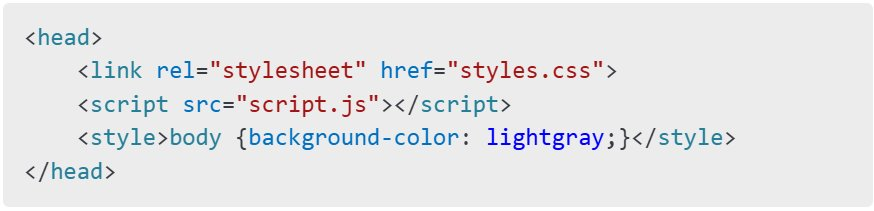 <head>
    <link rel="stylesheet" href="styles.css">
    <script src="script.js"></script>
    <style>body {background-color: lightgray;}</style>
</head>